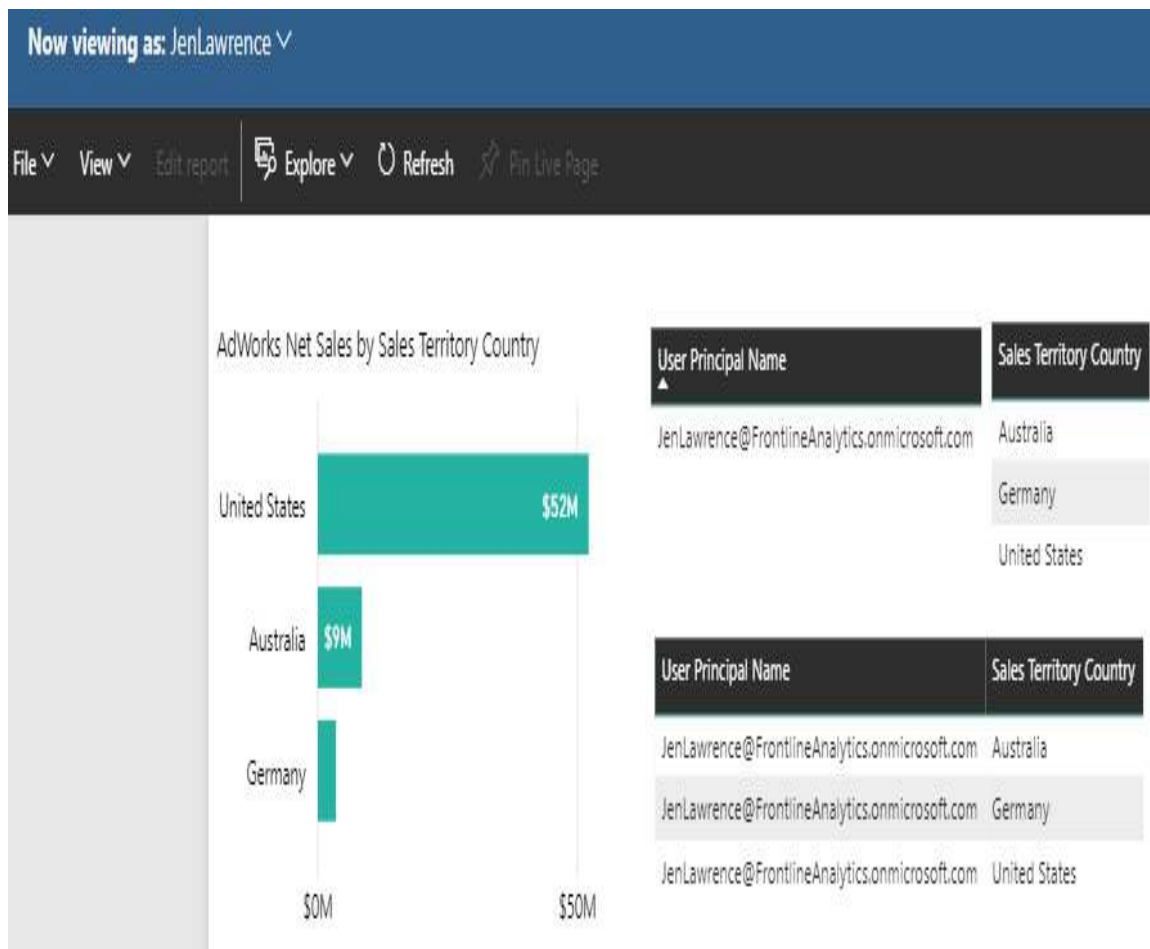 Now viewing as: JenLawrence
File View Edit report Explore Refresh Pin Live Page
AdWorks Net Sales by Sales Territory Country
United States $52M
Australia $9M
Germany
$0M $50M
User Principal Name Sales Territory Country
JenLawrence@FrontlineAnalytics.onmicrosoft.com Australia
Germany
United States
User Principal Name Sales Territory Country
JenLawrence@FrontlineAnalytics.onmicrosoft.com Australia
JenLawrence@FrontlineAnalytics.onmicrosoft.com Germany
JenLawrence@FrontlineAnalytics.onmicrosoft.com United States